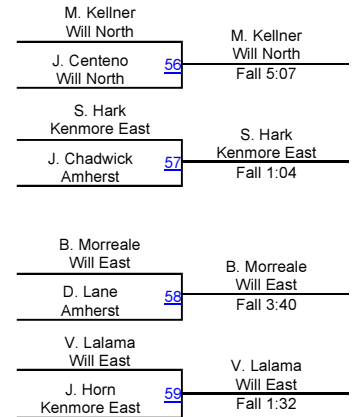 M. Kellner
Will North
J. Centeno
Will North
56
M. Kellner
Will North
Fall 5:07
S. Hark
Kenmore East
J. Chadwick
Amherst
57
S. Hark
Kenmore East
Fall 1:04
B. Morreale
Will East
D. Lane
Amherst
58
B. Morreale
Will East
Fall 3:40
V. Lalama
Will East
J. Horn
Kenmore East
59
V. Lalama
Will East
Fall 1:32